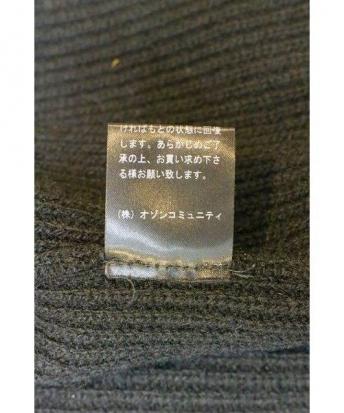 ければもとの状態に回復
します。あらかじめご了
承の上、お買い求め下さ
る様お願い致します。
(株) オゾンコミュニティ